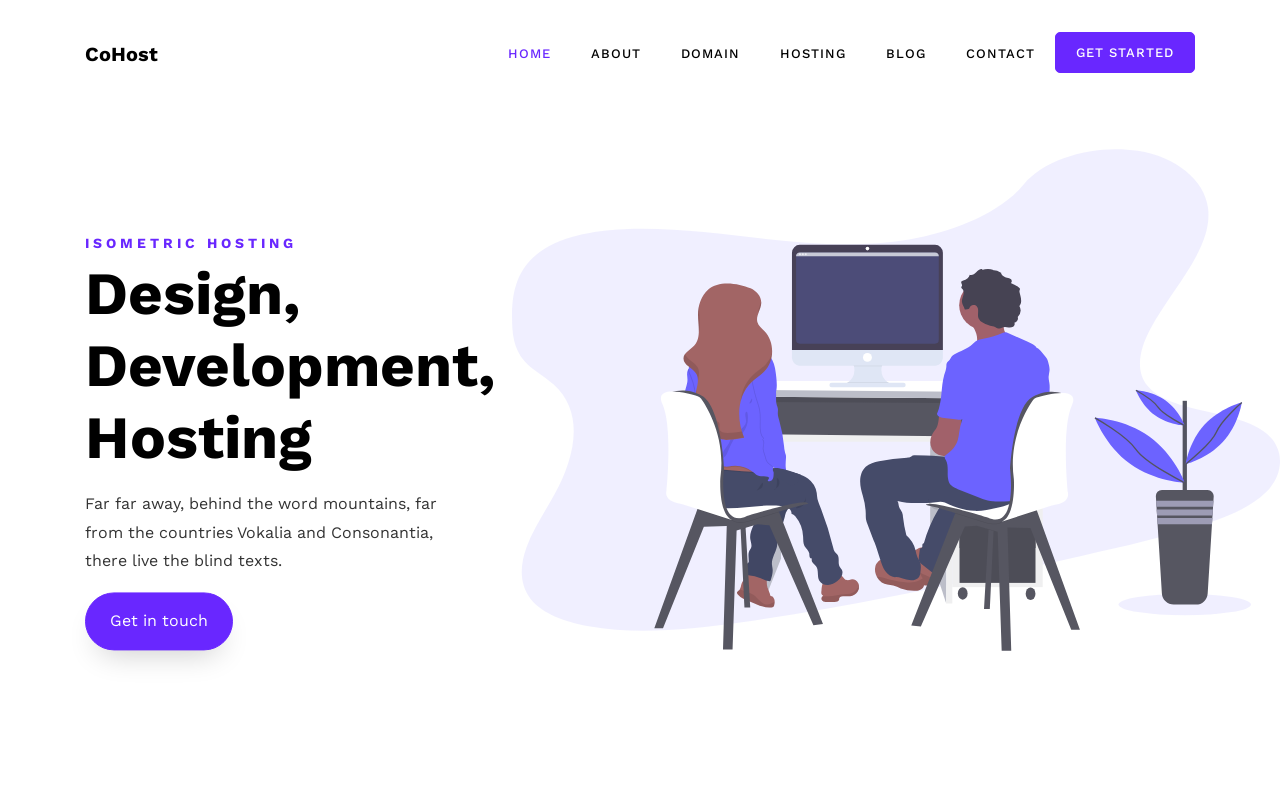 CoHost
HOME
ABOUT
DOMAIN
HOSTING
BLOG
CONTACT
GET STARTED
ISOMETRIC HOSTING
Design,
Development,
Hosting
Far far away, behind the word mountains, far
from the countries Vokalia and Consonantia,
there live the blind texts.
Get in touch